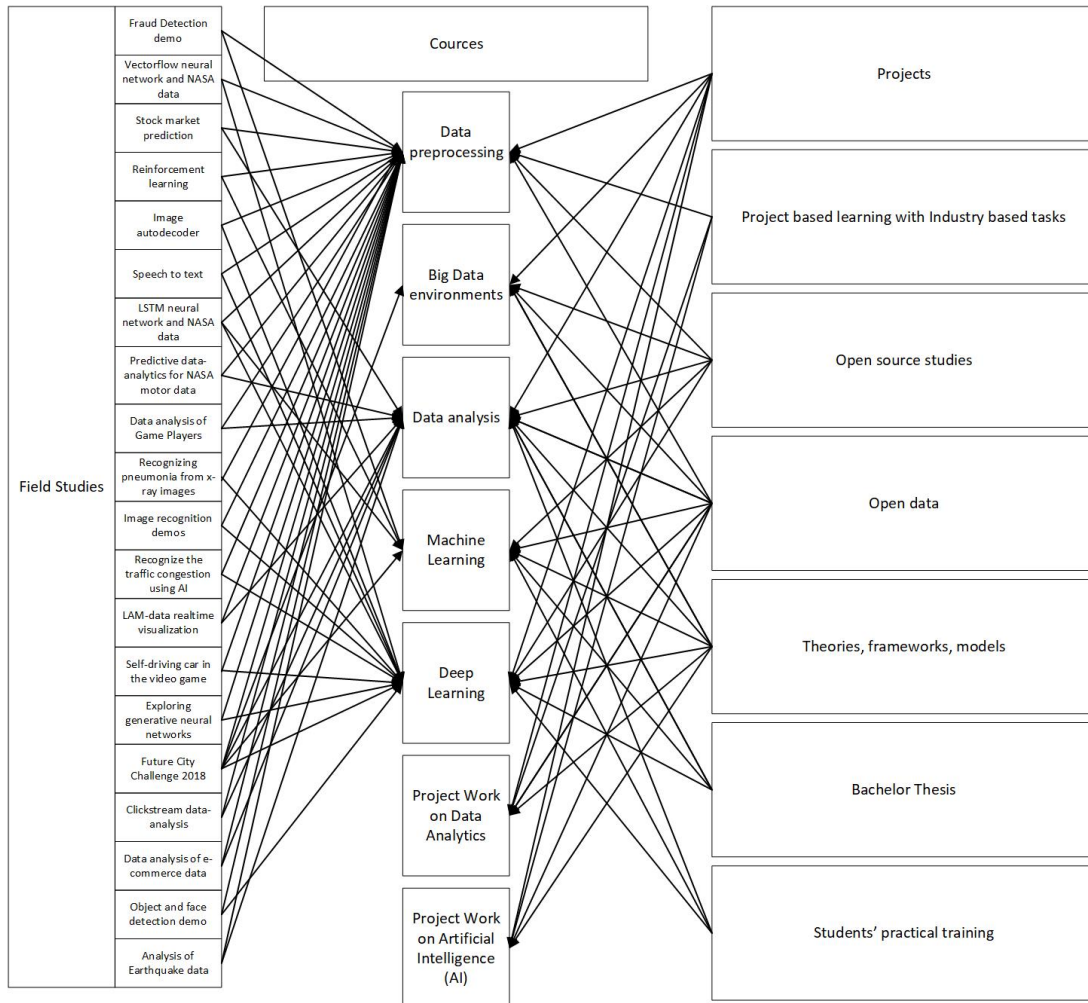 Field Studies
Fraud Detection
demo
Vectorflow neural
network and NASA
data
Stock market
prediction
Reinforcement
learning
Image
autodecoder
Speech to text
LSTM neural
network and NASA
data
Predictive data-
analytics for NASA
motor data
Data analysis of
Game Players
Recognizing
pneumonia from x-
ray images
Image recognition
demos
Recognize the
traffic congestion
using AI
LAM-data realtime
visualization
Self-driving car in
the video game
Exploring
generative neural
networks
Future City
Challenge 2018
Clickstream data-
analysis
Data analysis of e-
commerce data
Object and face
detection demo
Analysis of
Earthquake data
Cources
Data
preprocessing
Big Data
environments
Data analysis
Machine
Learning
Deep
Learning
Project Work
on Data
Analytics
Project Work
on Artificial
Intelligence
(AI)
Projects
Project based learning with Industry based tasks
Open source studies
Open data
Theories, frameworks, models
Bachelor Thesis
Students’ practical training